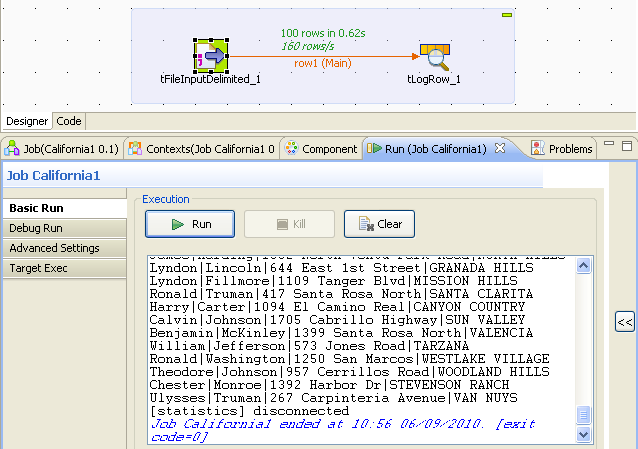 100 rows in 0.62s
160 rows/s
row1 (Main)
tFileInputDelimited_1
tLogRow_1
Designer
Code
Job(California1 0.1)
Contexts(Job California1 0
Component
Run (Job California1)
Problems
Job California1
Basic Run
Debug Run
Advanced Settings
Target Exec
Execution
Run
Kill
Clear
Lyndon|Lincoln|644 East 1st Street|GRANADA HILLS
Lyndon|Fillmore|1109 Tanger Blvd|MISSION HILLS
Ronald|Truman|417 Santa Rosa North|SANTA CLARITA
Harry|Carter|1094 El Camino Real|CANYON COUNTRY
Calvin|Johnson|1705 Cabrillo Highway|SUN VALLEY
Benjamin|McKinley|1399 Santa Rosa North|VALENCIA
William|Jefferson|573 Jones Road|TARZANA
Ronald|Washington|1250 San Marcos|WESTLAKE VILLAGE
Theodore|Johnson|957 Cerrillos Road|WOODLAND HILLS
Chester|Monroe|1392 Harbor Dr|STEVENSON RANCH
Ulysses|Truman|267 Carpinteria Avenue|VAN NUYS
[statistics] disconnected
Job California1 ended at 10:56 06/09/2010. [exit
code=0]
<<